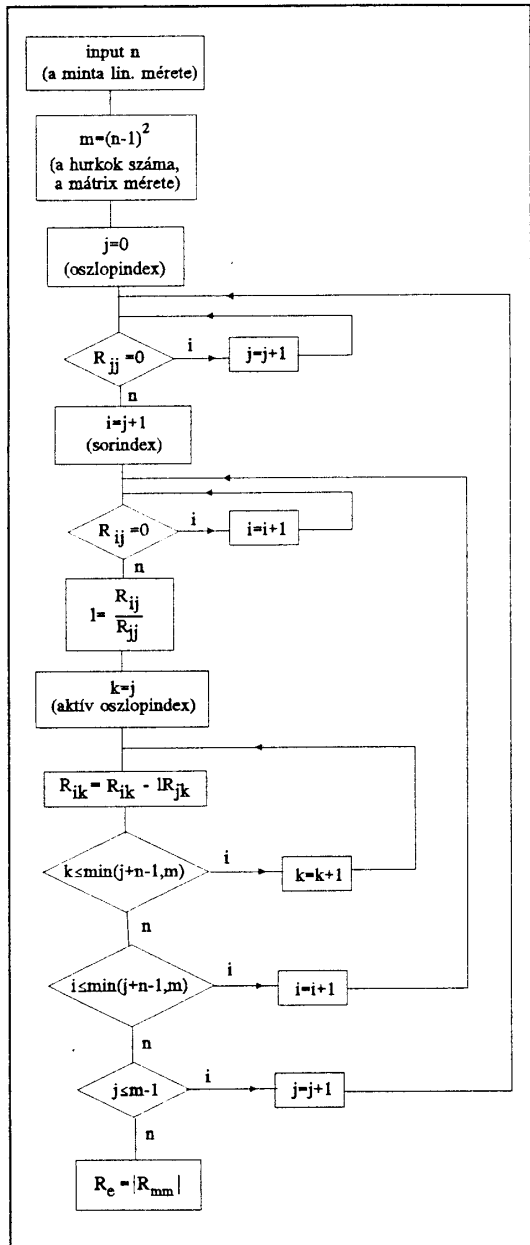 input n
(a minta lin. mérete)
m=(n-1)²
(a hurkok száma,
a mátrix mérete)
j=0
(oszlopindex)
R_jj =0
i
j=j+1
n
i=j+1
(sorindex)
R_ij =0
i
i=i+1
n
l= R_ij / R_jj
k=j
(aktív oszlopindex)
R_ik = R_ik - lR_jk
k≤min(j+n-1,m)
i
k=k+1
n
i≤min(j+n-1,m)
i
i=i+1
n
j≤m-1
i
j=j+1
n
R_e = |R_mm|